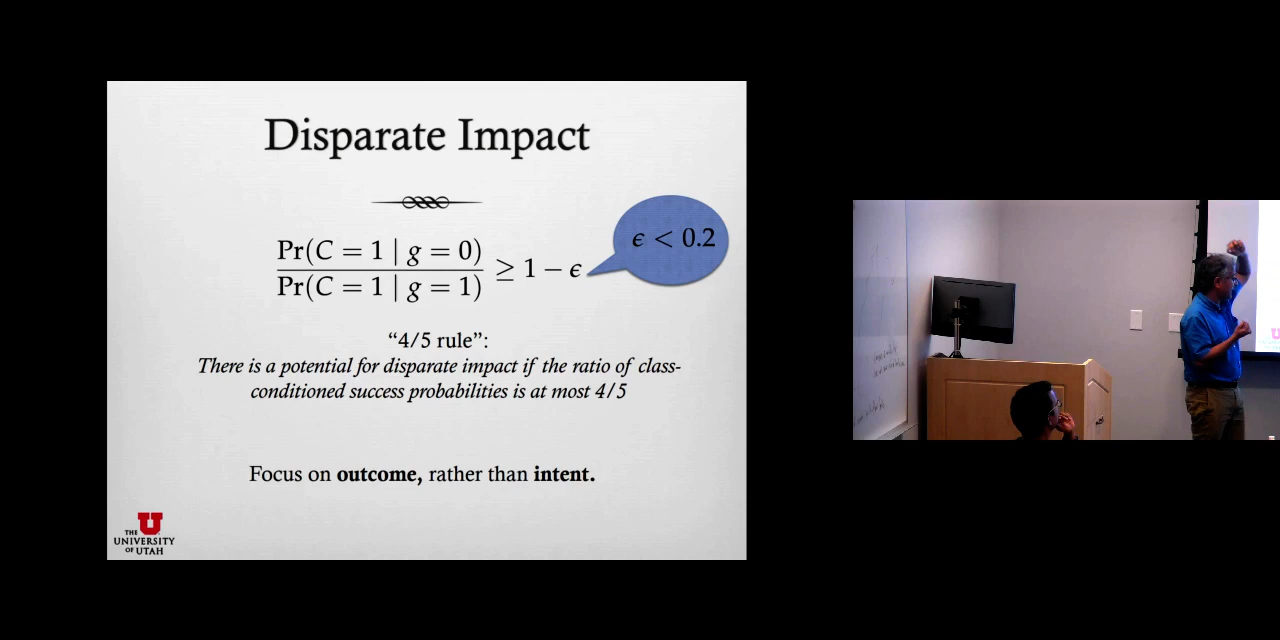 Disparate Impact
Pr(C = 1 | g = 0)
Pr(C = 1 | g = 1)
≥ 1 − ϵ
ϵ < 0.2
“4/5 rule”:
There is a potential for disparate impact if the ratio of class-
conditioned success probabilities is at most 4/5
Focus on outcome, rather than intent.
U
THE
UNIVERSITY
OF UTAH